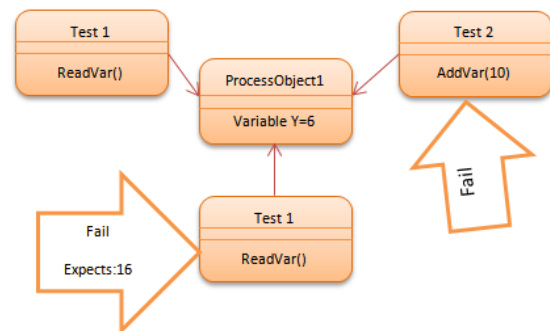 Test 1
ReadVar()
ProcessObject1
Variable Y=6
Test 2
AddVar(10)
Fail
Fail
Expects:16
Test 1
ReadVar()